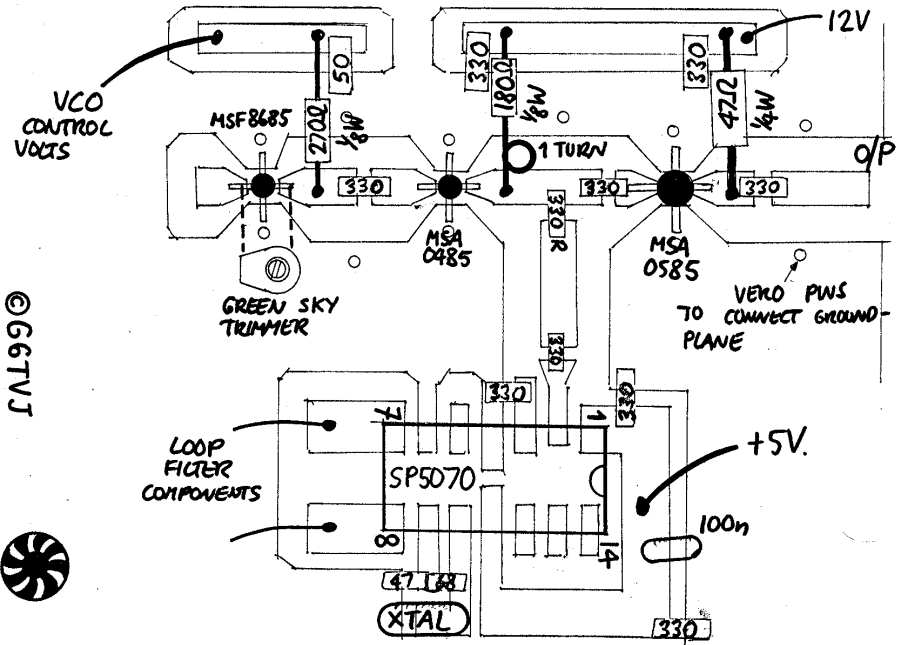 12V
330
330
50
180Ω
⅛W
47Ω
¼W
VCO
CONTROL
VOLTS
MSF8685
270Ω
⅛W
1 TURN
O/P
330
330
330
330 R
MSA
0485
MSA
0585
GREEN SKY
TRIMMER
VERO PINS
TO CONNECT GROUND-
PLANE
©G6TVJ
330
330
330
7
1
LOOP
FILTER
COMPONENTS
SP5070
+5V.
8
14
100n
47
68
XTAL
330